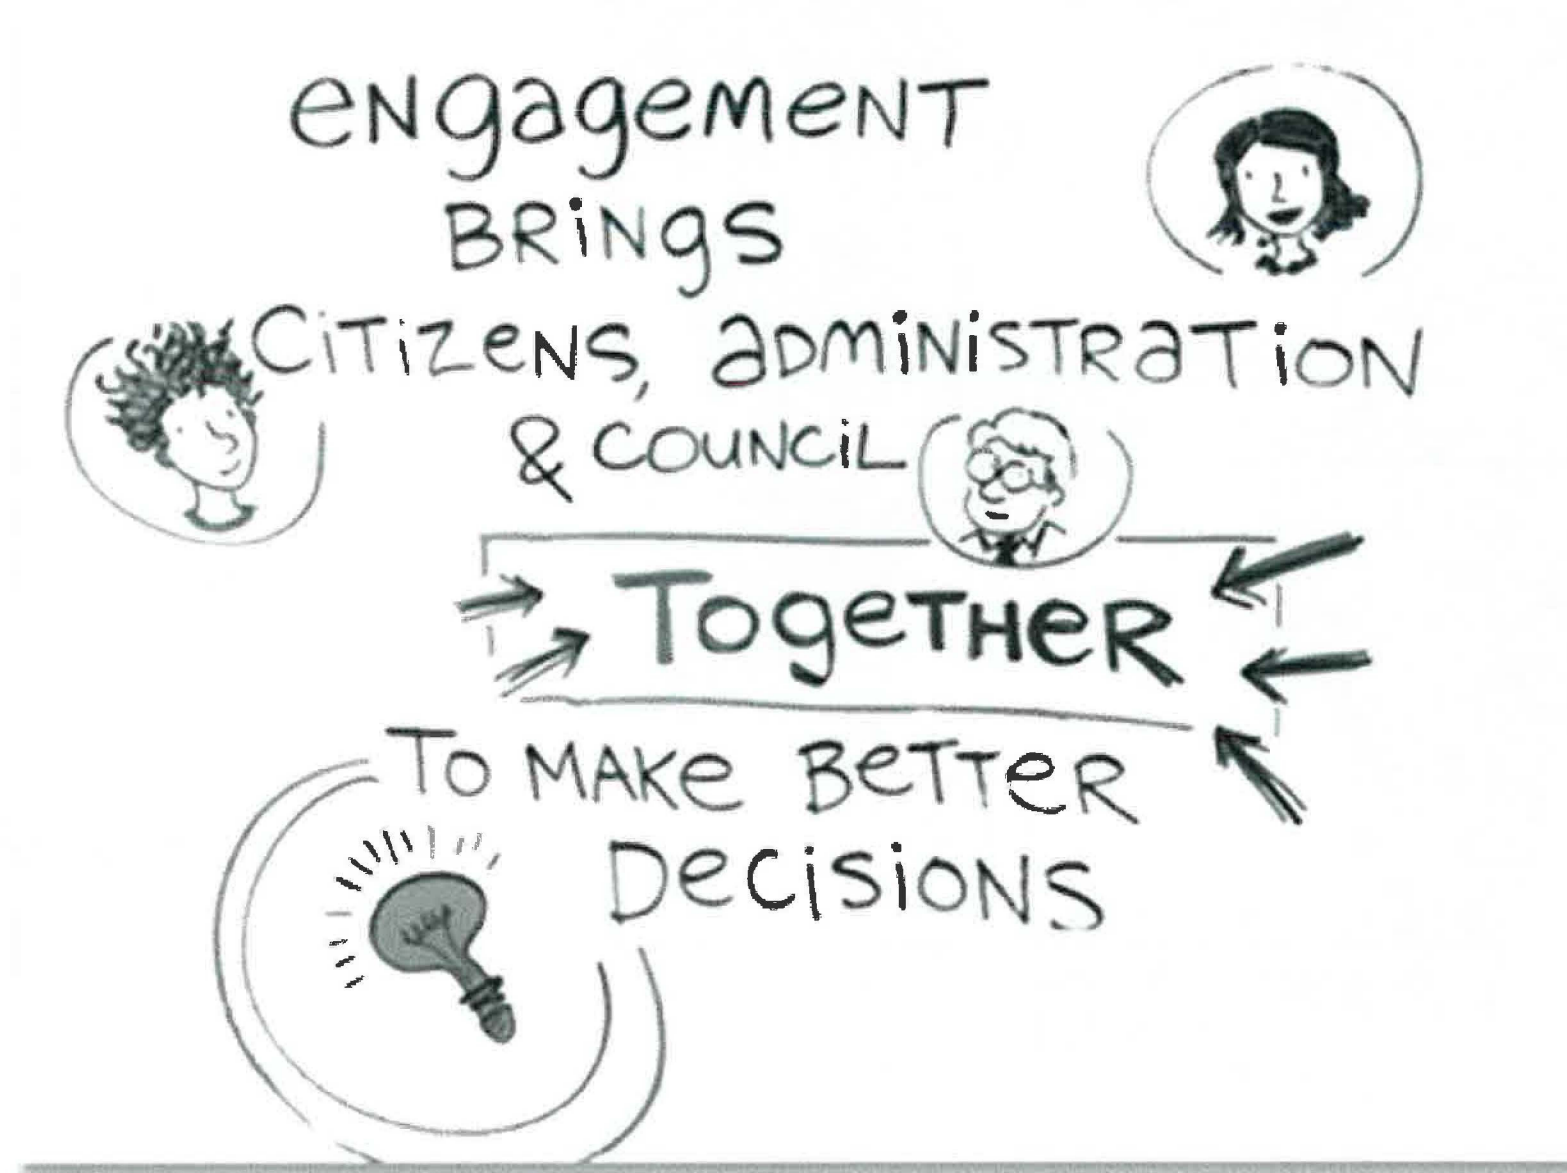 eNgageMeNT
BRiNgS
CiTiZeNS, aDMiNiSTRaTiON
& COUNCiL
TogeTHeR
To MAKe BeTTeR
DeCiSiONS